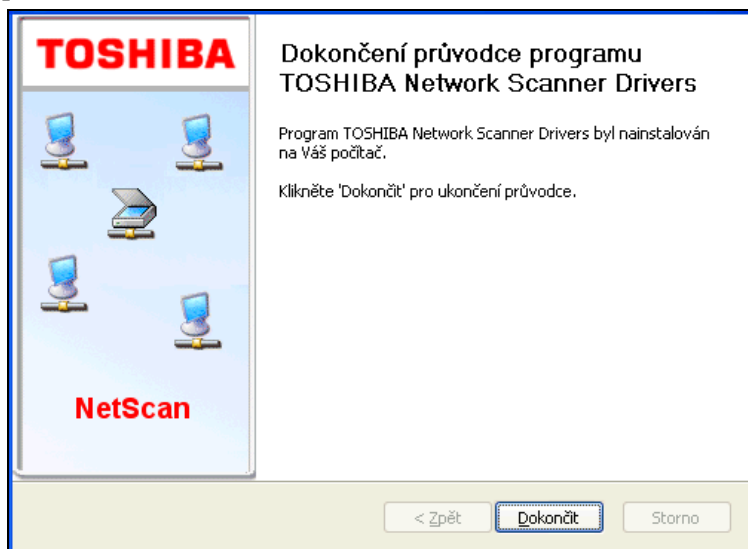 TOSHIBA
NetScan
Dokončení průvodce programu
TOSHIBA Network Scanner Drivers
Program TOSHIBA Network Scanner Drivers byl nainstalován
na Váš počítač.
Klikněte 'Dokončit' pro ukončení průvodce.
< Zpět
Dokončit
Storno